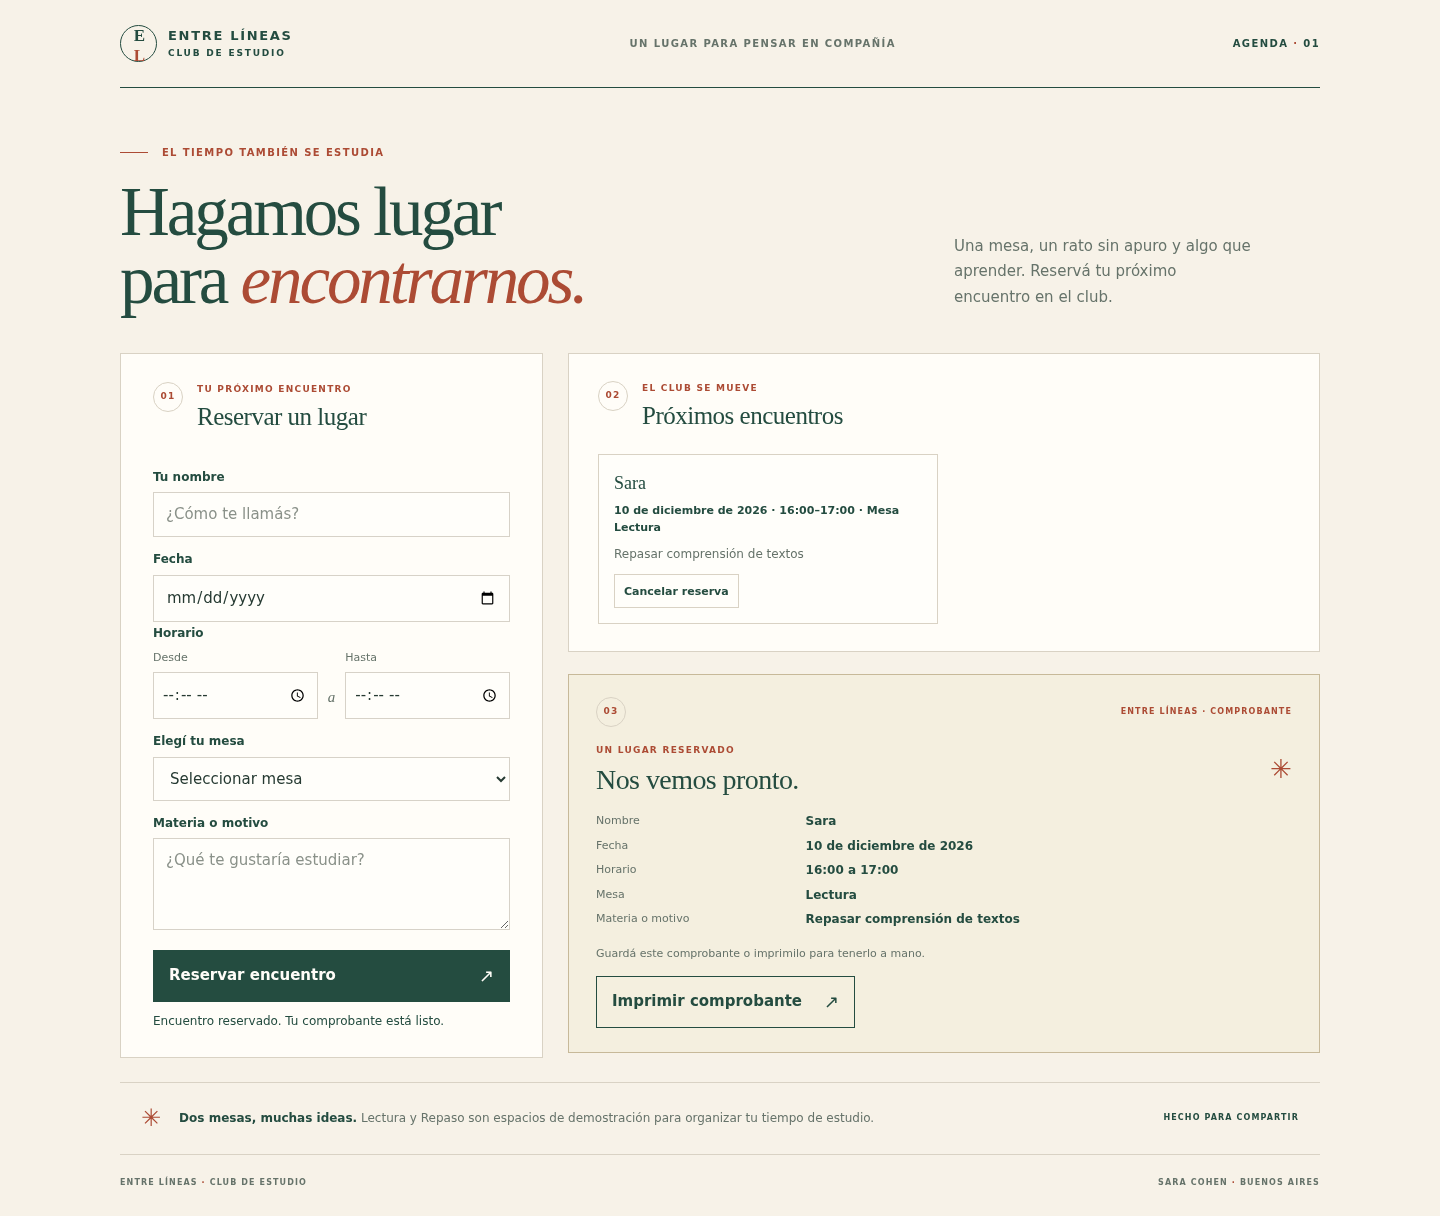 E
L
ENTRE LÍNEAS
CLUB DE ESTUDIO
UN LUGAR PARA PENSAR EN COMPAÑÍA
AGENDA · 01
EL TIEMPO TAMBIÉN SE ESTUDIA
Hagamos lugar
para encontrarnos.
Una mesa, un rato sin apuro y algo que
aprender. Reservá tu próximo
encuentro en el club.
01
TU PRÓXIMO ENCUENTRO
Reservar un lugar
Tu nombre
¿Cómo te llamás?
Fecha
mm/dd/yyyy
Horario
Desde
Hasta
--:-- --
a
--:-- --
Elegí tu mesa
Seleccionar mesa
Materia o motivo
¿Qué te gustaría estudiar?
Reservar encuentro ↗
Encuentro reservado. Tu comprobante está listo.
02
EL CLUB SE MUEVE
Próximos encuentros
Sara
10 de diciembre de 2026 · 16:00–17:00 · Mesa
Lectura
Repasar comprensión de textos
Cancelar reserva
03
ENTRE LÍNEAS · COMPROBANTE
UN LUGAR RESERVADO
Nos vemos pronto.
Nombre Sara
Fecha 10 de diciembre de 2026
Horario 16:00 a 17:00
Mesa Lectura
Materia o motivo Repasar comprensión de textos
Guardá este comprobante o imprimilo para tenerlo a mano.
Imprimir comprobante ↗
Dos mesas, muchas ideas. Lectura y Repaso son espacios de demostración para organizar tu tiempo de estudio.
HECHO PARA COMPARTIR
ENTRE LÍNEAS · CLUB DE ESTUDIO
SARA COHEN · BUENOS AIRES